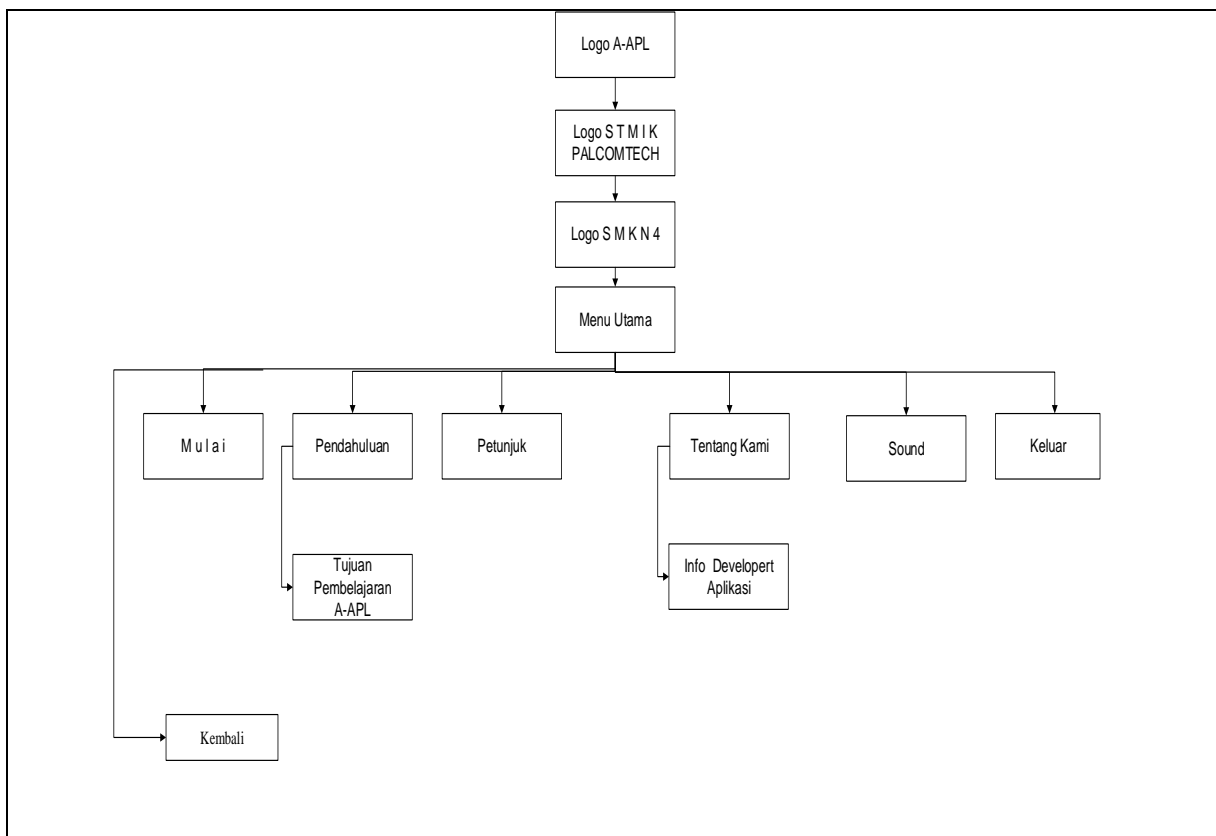 Logo A-APL
Logo S T M I K
PALCOMTECH
Logo S M K N 4
Menu Utama
M u l a i
Pendahuluan
Petunjuk
Tentang Kami
Sound
Keluar
Tujuan
Pembelajaran
A-APL
Info Developert
Aplikasi
Kembali